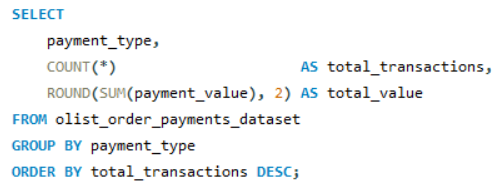 SELECT
    payment_type,
    COUNT(*)                     AS total_transactions,
    ROUND(SUM(payment_value), 2) AS total_value
FROM olist_order_payments_dataset
GROUP BY payment_type
ORDER BY total_transactions DESC;